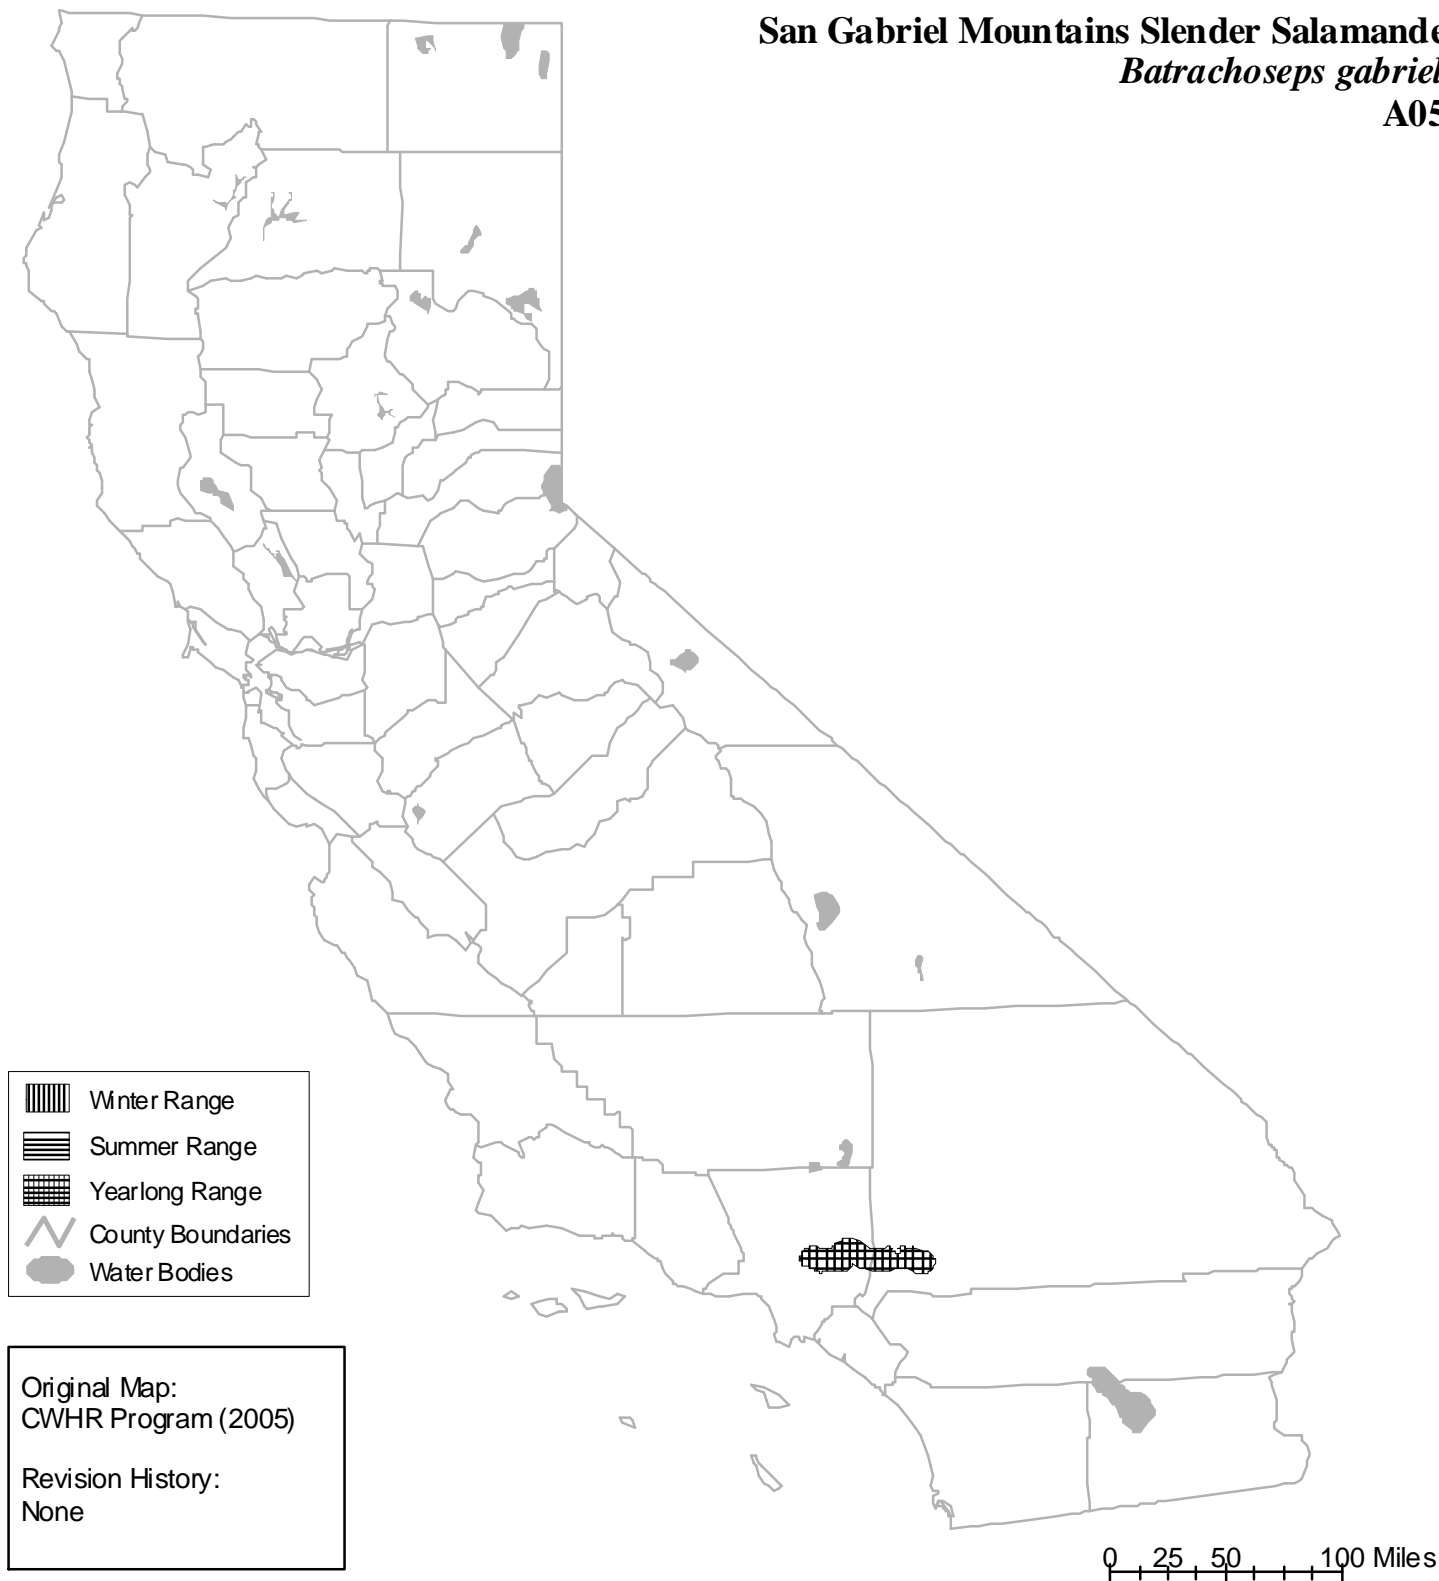 San Gabriel Mountains Slender Salamande
Batrachoseps gabriel
A05
Winter Range
Summer Range
Yearlong Range
County Boundaries
Water Bodies
Original Map:
CWHR Program (2005)
Revision History:
None
0 25 50 100 Miles